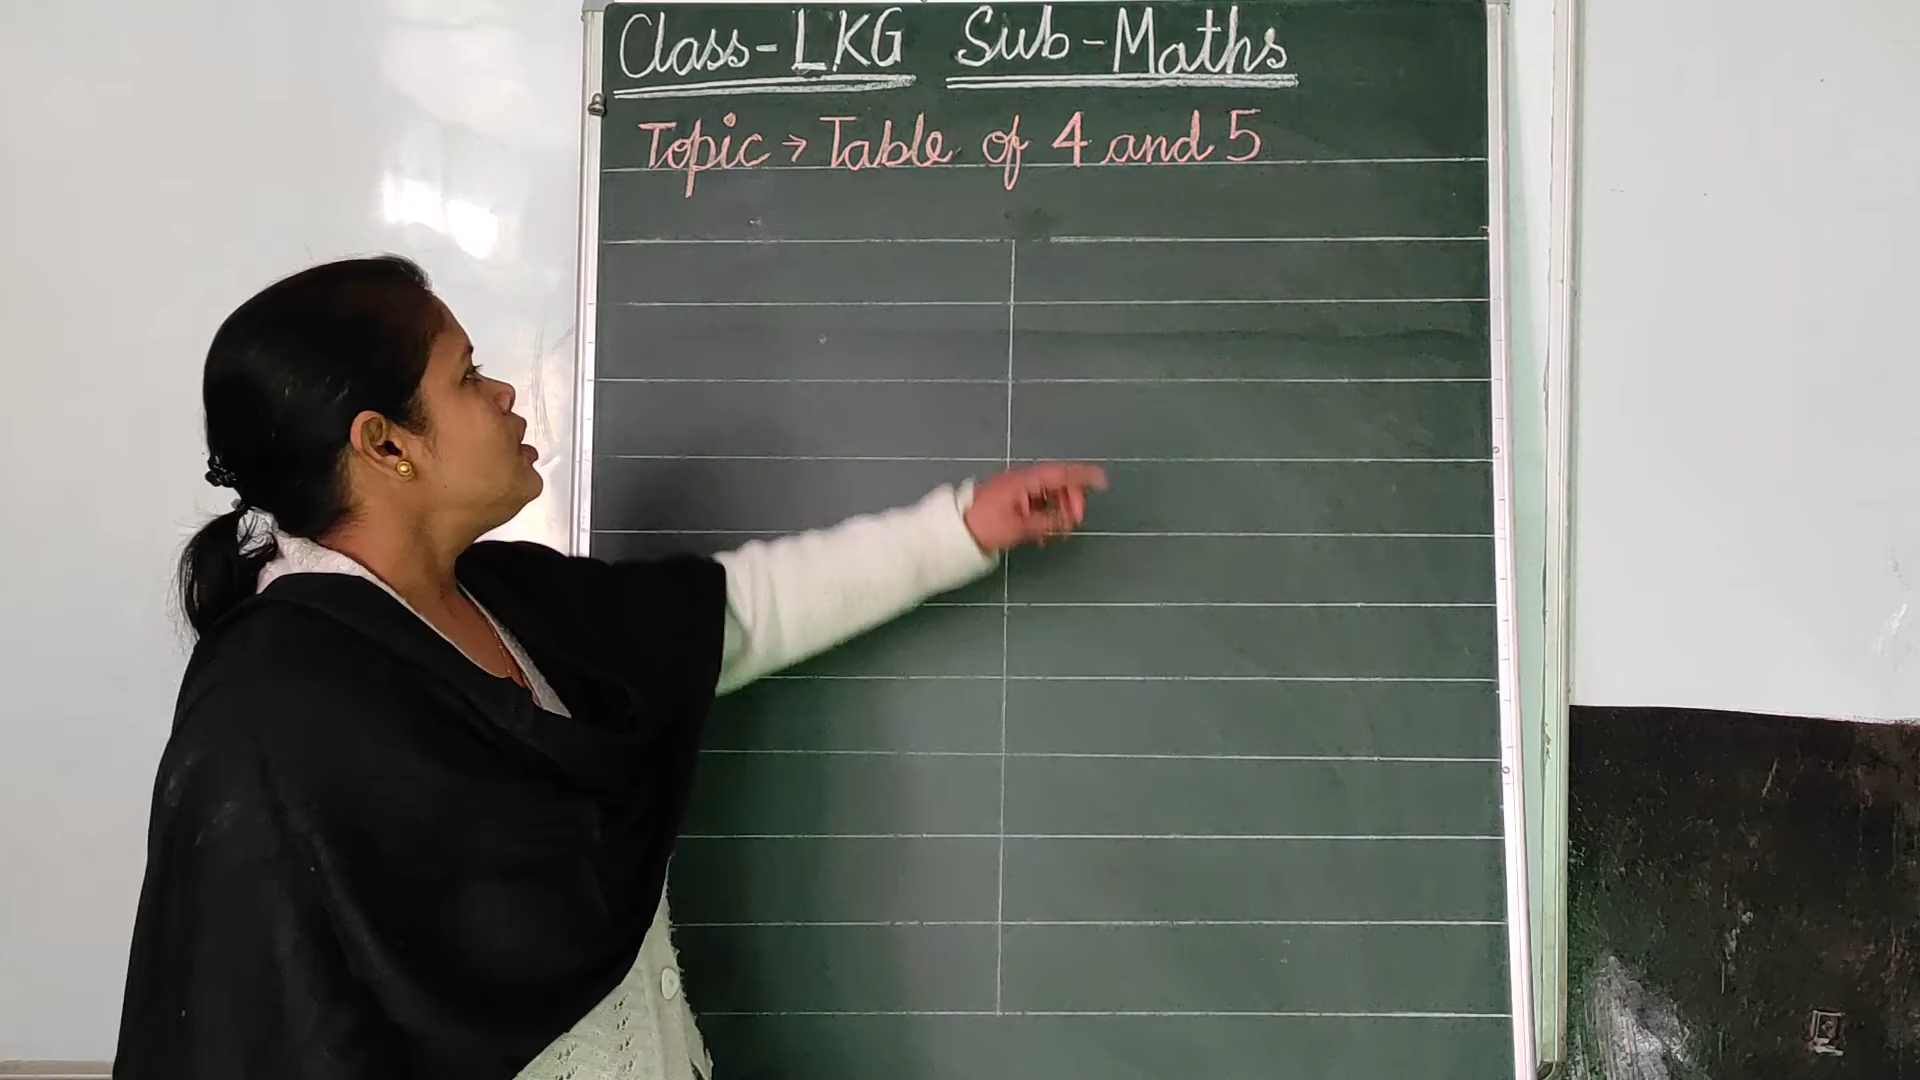 Class-LKG Sub-Maths
Topic → Table of 4 and 5